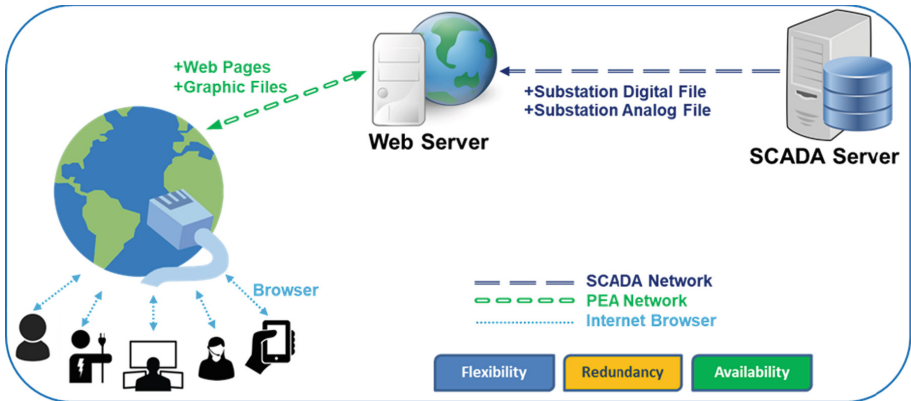 +Web Pages
+Graphic Files
+Substation Digital File
+Substation Analog File
Web Server
SCADA Server
Browser
SCADA Network
PEA Network
Internet Browser
Flexibility
Redundancy
Availability